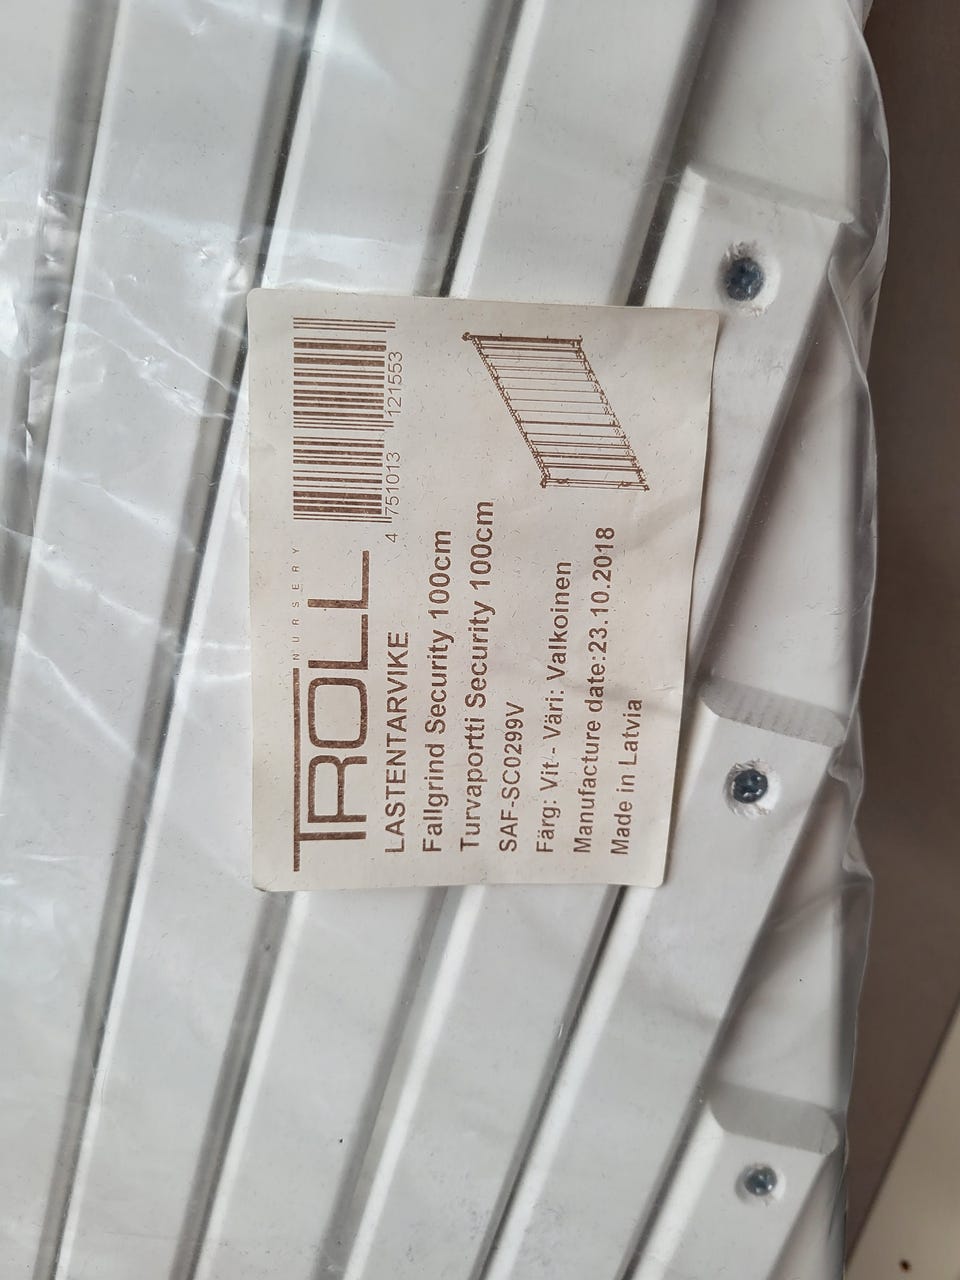 TROLL
NURSERY
4 751013 121553
LASTENTARVIKE
Fallgrind Security 100cm
Turvaportti Security 100cm
SAF-SC0299V
Färg: Vit - Väri: Valkoinen
Manufacture date:23.10.2018
Made in Latvia